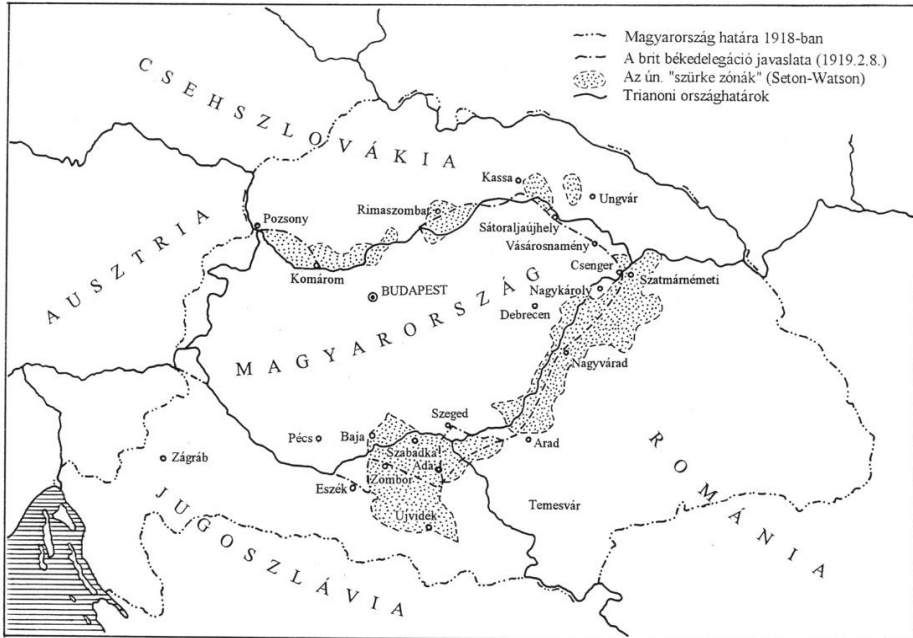 Magyarország határa 1918-ban
A brit békedelegáció javaslata (1919.2.8.)
Az ún. "szürke zónák" (Seton-Watson)
Trianoni országhatárok
CSEHSZLOVÁKIA
AUSZTRIA
MAGYARORSZÁG
ROMÁNIA
JUGOSZLÁVIA
Kassa
Ungvár
Rimaszombat
Pozsony
Sátoraljaújhely
Vásárosnamény
Komárom
Csenger
Szatmárnémeti
BUDAPEST
Nagykároly
Debrecen
Nagyvárad
Szeged
Pécs
Baja
Arad
Szabadka
Zágráb
Ada
Zombor
Eszék
Temesvár
Újvidék